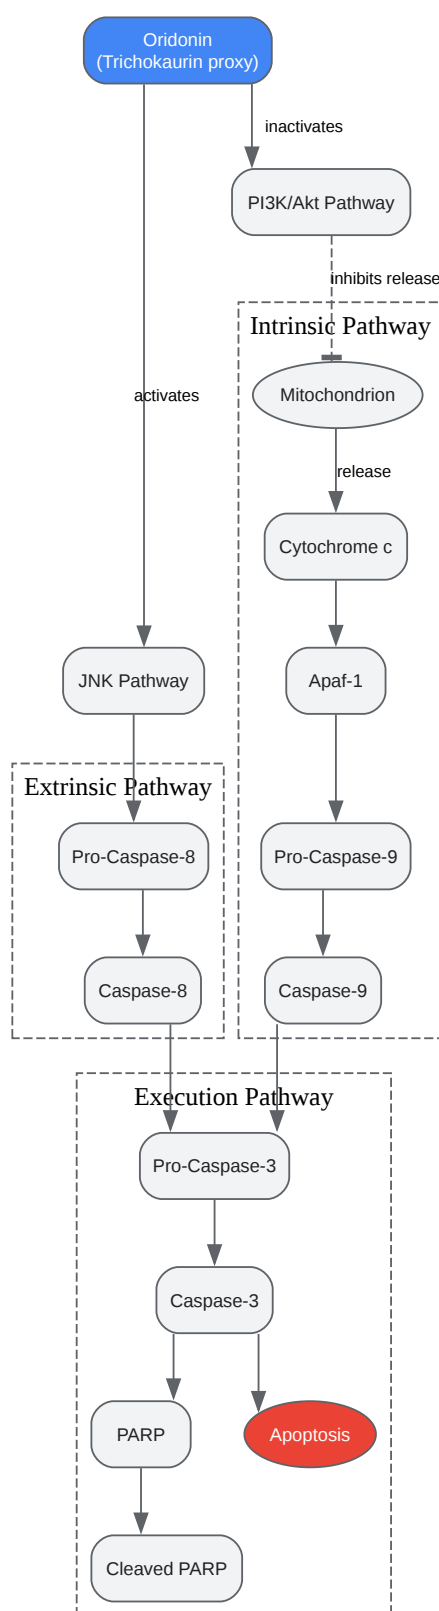 Oridonin
(Trichokaurin proxy)
inactivates
PI3K/Akt Pathway
inhibits release
Intrinsic Pathway
Mitochondrion
activates
release
Cytochrome c
JNK Pathway
Apaf-1
Extrinsic Pathway
Pro-Caspase-8
Pro-Caspase-9
Caspase-8
Caspase-9
Execution Pathway
Pro-Caspase-3
Caspase-3
PARP
Apoptosis
Cleaved PARP